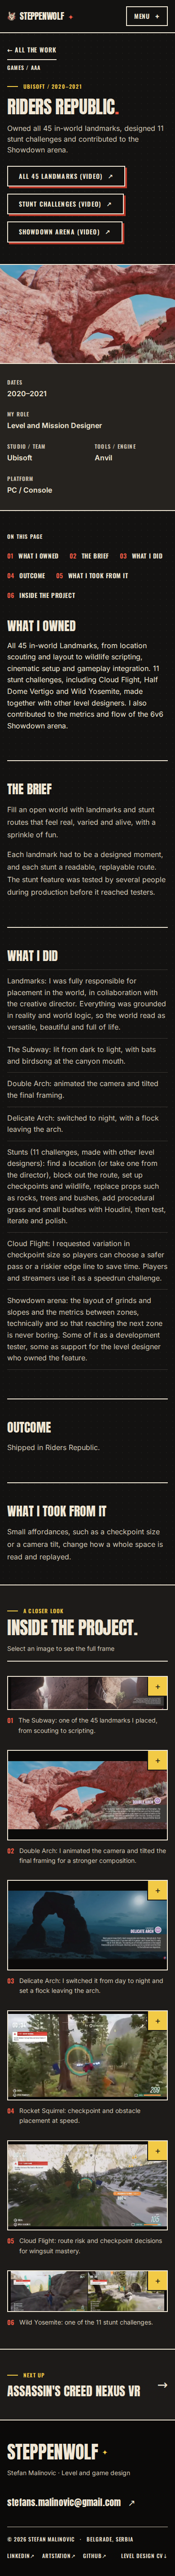 STEPPENWOLF
MENU +
← ALL THE WORK
GAMES / AAA
UBISOFT / 2020–2021
RIDERS REPUBLIC.
Owned all 45 in-world landmarks, designed 11
stunt challenges and contributed to the
Showdown arena.
ALL 45 LANDMARKS (VIDEO) ↗
STUNT CHALLENGES (VIDEO) ↗
SHOWDOWN ARENA (VIDEO) ↗
DATES
2020–2021
MY ROLE
Level and Mission Designer
STUDIO / TEAM
Ubisoft
TOOLS / ENGINE
Anvil
PLATFORM
PC / Console
ON THIS PAGE
01 WHAT I OWNED 02 THE BRIEF 03 WHAT I DID
04 OUTCOME 05 WHAT I TOOK FROM IT
06 INSIDE THE PROJECT
WHAT I OWNED
All 45 in-world Landmarks, from location
scouting and layout to wildlife scripting,
cinematic setup and gameplay integration. 11
stunt challenges, including Cloud Flight, Half
Dome Vertigo and Wild Yosemite, made
together with other level designers. I also
contributed to the metrics and flow of the 6v6
Showdown arena.
THE BRIEF
Fill an open world with landmarks and stunt
routes that feel real, varied and alive, with a
sprinkle of fun.
Each landmark had to be a designed moment,
and each stunt a readable, replayable route.
The stunt feature was tested by several people
during production before it reached testers.
WHAT I DID
Landmarks: I was fully responsible for
placement in the world, in collaboration with
the creative director. Everything was grounded
in reality and world logic, so the world read as
versatile, beautiful and full of life.
The Subway: lit from dark to light, with bats
and birdsong at the canyon mouth.
Double Arch: animated the camera and tilted
the final framing.
Delicate Arch: switched to night, with a flock
leaving the arch.
Stunts (11 challenges, made with other level
designers): find a location (or take one from
the director), block out the route, set up
checkpoints and wildlife, replace props such
as rocks, trees and bushes, add procedural
grass and small bushes with Houdini, then test,
iterate and polish.
Cloud Flight: I requested variation in
checkpoint size so players can choose a safer
pass or a riskier edge line to save time. Players
and streamers use it as a speedrun challenge.
Showdown arena: the layout of grinds and
slopes and the metrics between zones,
technically and so that reaching the next zone
is never boring. Some of it as a development
tester, some as support for the level designer
who owned the feature.
OUTCOME
Shipped in Riders Republic.
WHAT I TOOK FROM IT
Small affordances, such as a checkpoint size
or a camera tilt, change how a whole space is
read and replayed.
A CLOSER LOOK
INSIDE THE PROJECT.
Select an image to see the full frame
01 The Subway: one of the 45 landmarks I placed,
from scouting to scripting.
02 Double Arch: I animated the camera and tilted the
final framing for a stronger composition.
DELICATE ARCH
03 Delicate Arch: I switched it from day to night and
set a flock leaving the arch.
04 Rocket Squirrel: checkpoint and obstacle
placement at speed.
05 Cloud Flight: route risk and checkpoint decisions
for wingsuit mastery.
06 Wild Yosemite: one of the 11 stunt challenges.
NEXT UP
ASSASSIN'S CREED NEXUS VR →
STEPPENWOLF
Stefan Malinovic · Level and game design
stefans.malinovic@gmail.com ↗
© 2026 STEFAN MALINOVIC · BELGRADE, SERBIA
LINKEDIN↗ ARTSTATION↗ GITHUB↗ LEVEL DESIGN CV↓